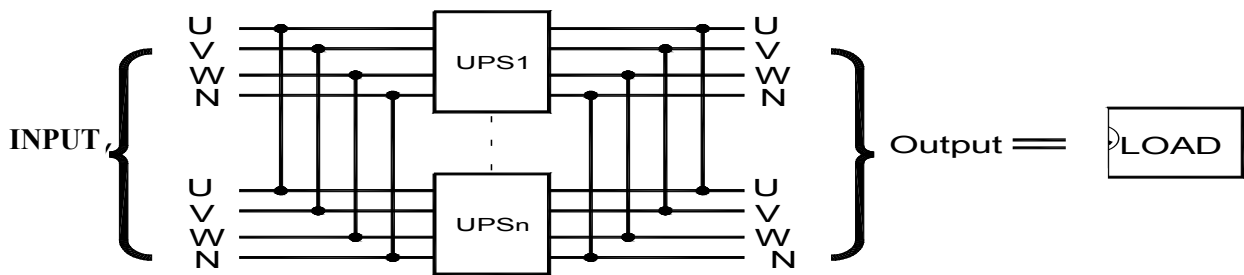 U U
V V
UPS1
W W
N N
INPUT Output LOAD
U U
V V
UPSn
W W
N N